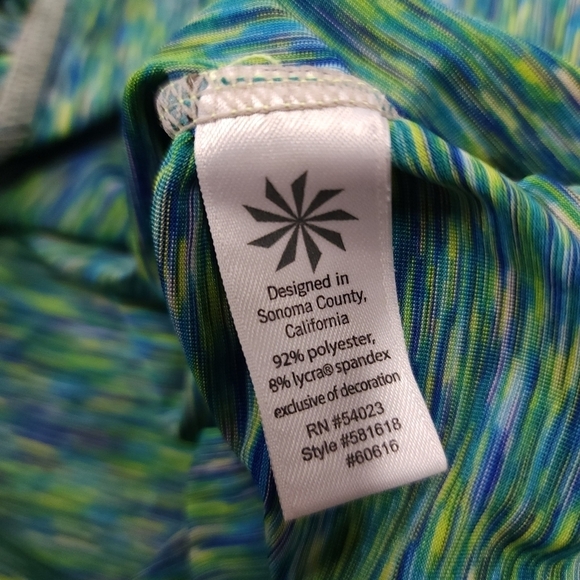 Designed in
Sonoma County,
California
92% polyester,
8% lycra® spandex
exclusive of decoration
RN #54023
Style #581618
#60616